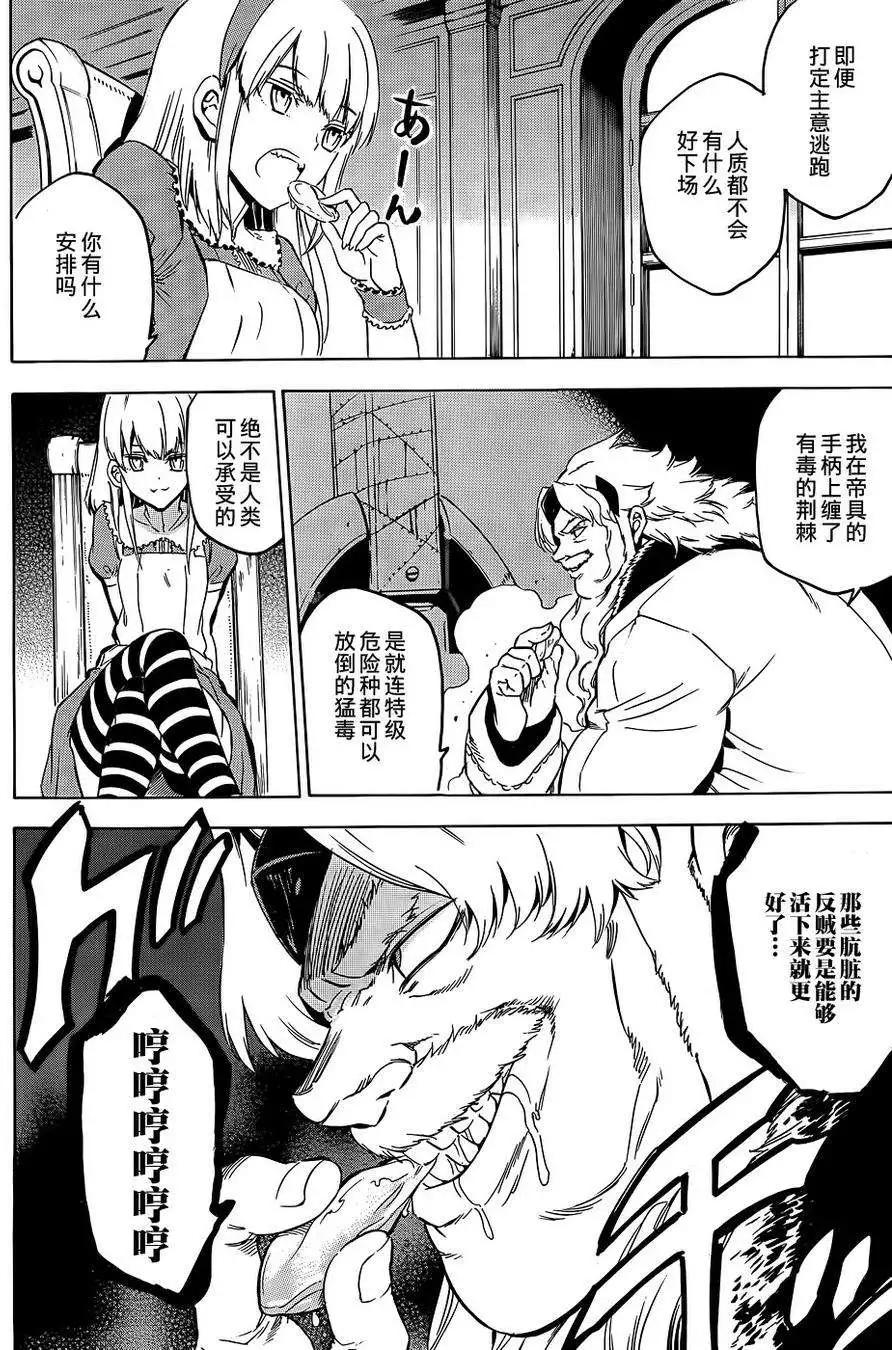 即便
打定主意逃跑
人质都不会
有什么
好下场
あーん
你有什么
安排吗
我在帝具的
手柄上缠了
有毒的荆棘
是就连特级
危险种都可以
放倒的猛毒
绝不是人类
可以承受的
那些肮脏的
反贼要是能够
活下来就更
好了…
哼哼哼哼哼哼